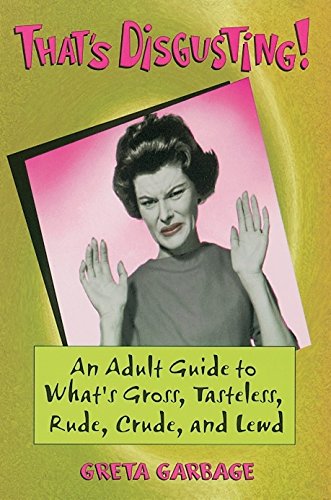 THAT'S DISGUSTING!
An Adult Guide to
What's Gross, Tasteless,
Rude, Crude, and Lewd
GRETA GARBAGE